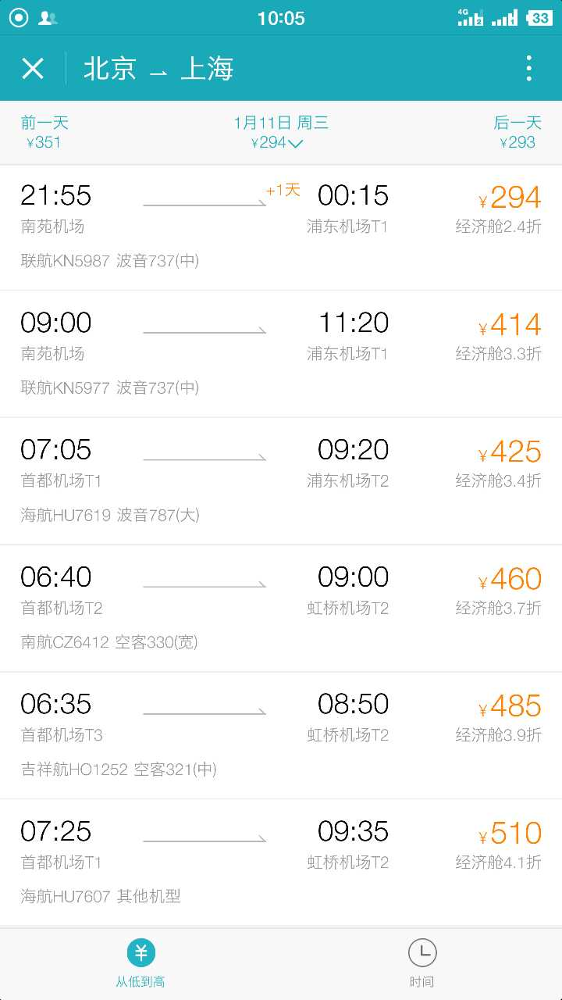 10:05
4G 2 1 33
北京 上海
前一天 1月11日 周三 后一天
¥351 ¥294 ¥293
21:55 +1天 00:15 ¥294
南苑机场 浦东机场T1 经济舱2.4折
联航KN5987 波音737(中)
09:00 11:20 ¥414
南苑机场 浦东机场T1 经济舱3.3折
联航KN5977 波音737(中)
07:05 09:20 ¥425
首都机场T1 浦东机场T2 经济舱3.4折
海航HU7619 波音787(大)
06:40 09:00 ¥460
首都机场T2 虹桥机场T2 经济舱3.7折
南航CZ6412 空客330(宽)
06:35 08:50 ¥485
首都机场T3 虹桥机场T2 经济舱3.9折
吉祥航HO1252 空客321(中)
07:25 09:35 ¥510
首都机场T1 虹桥机场T2 经济舱4.1折
海航HU7607 其他机型
¥
从低到高 时间